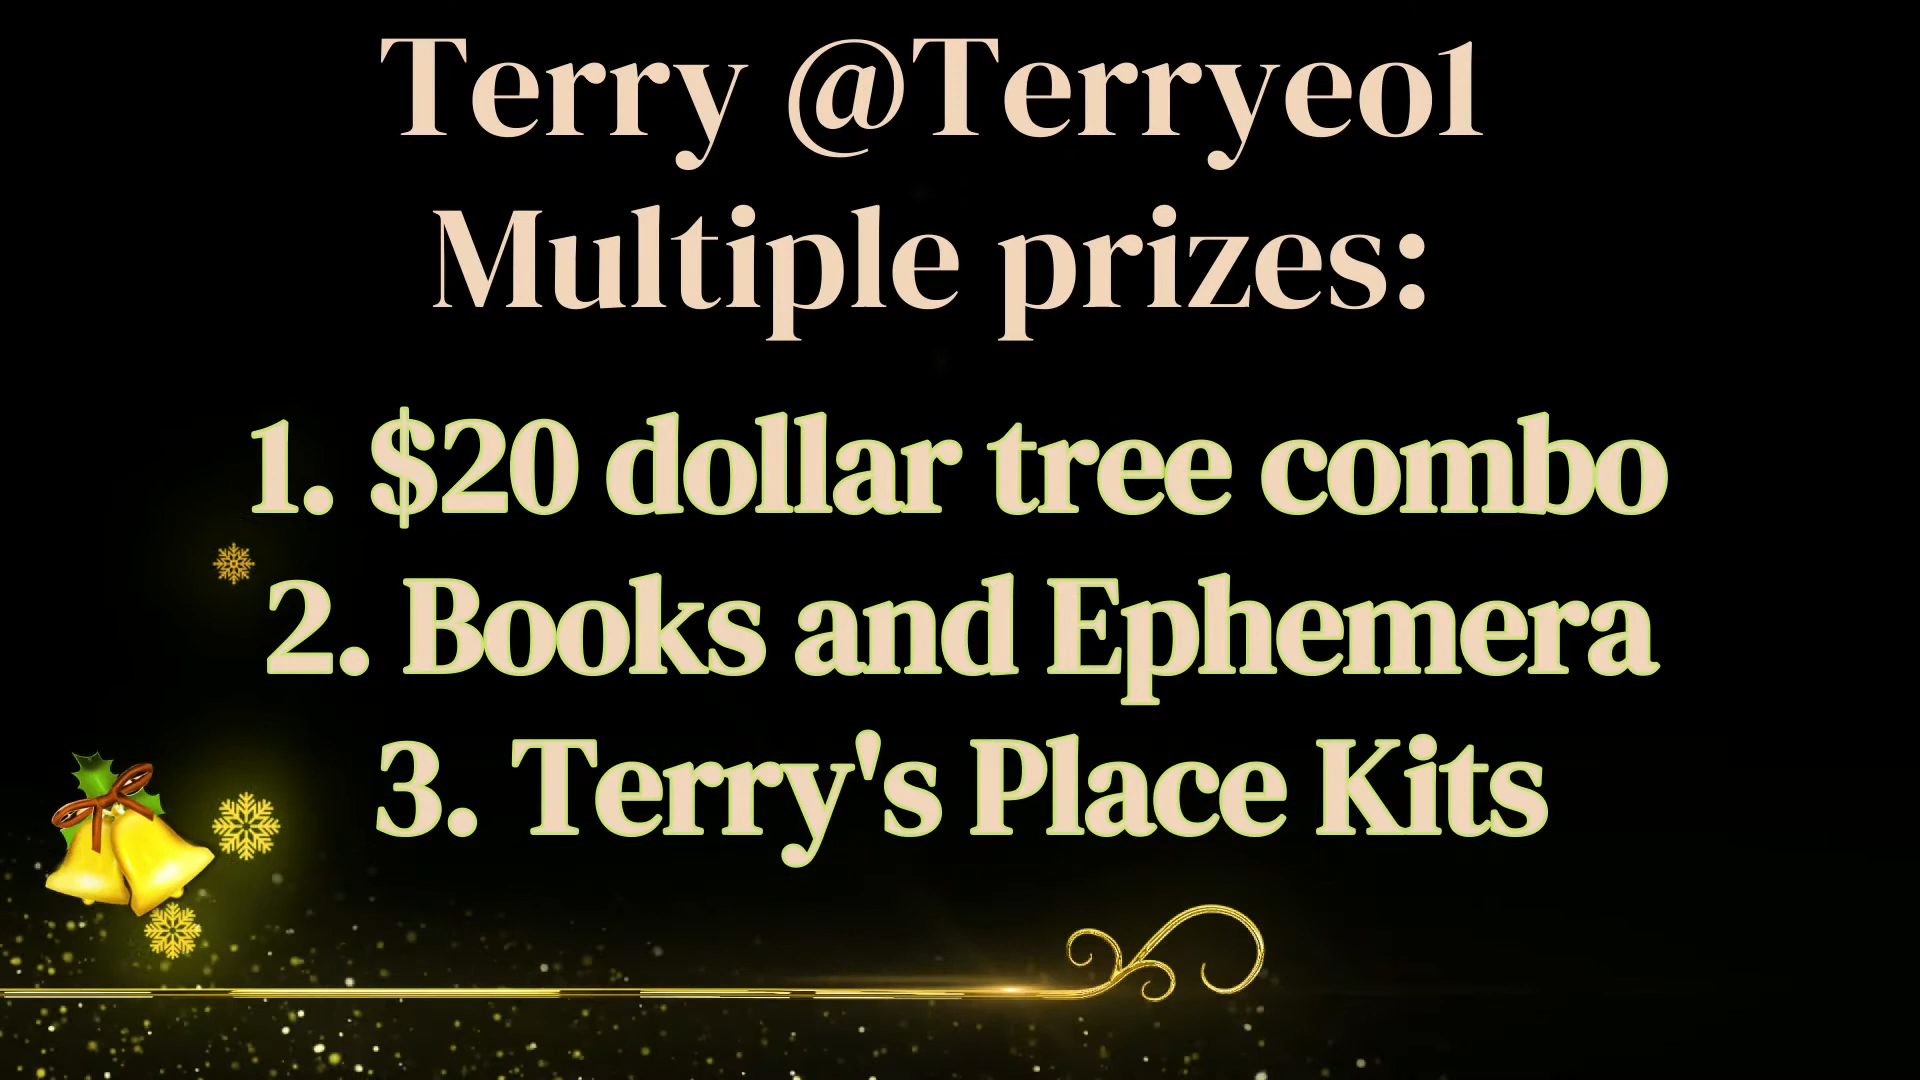 Terry @Terryeo1
Multiple prizes:
1. $20 dollar tree combo
2. Books and Ephemera
3. Terry's Place Kits